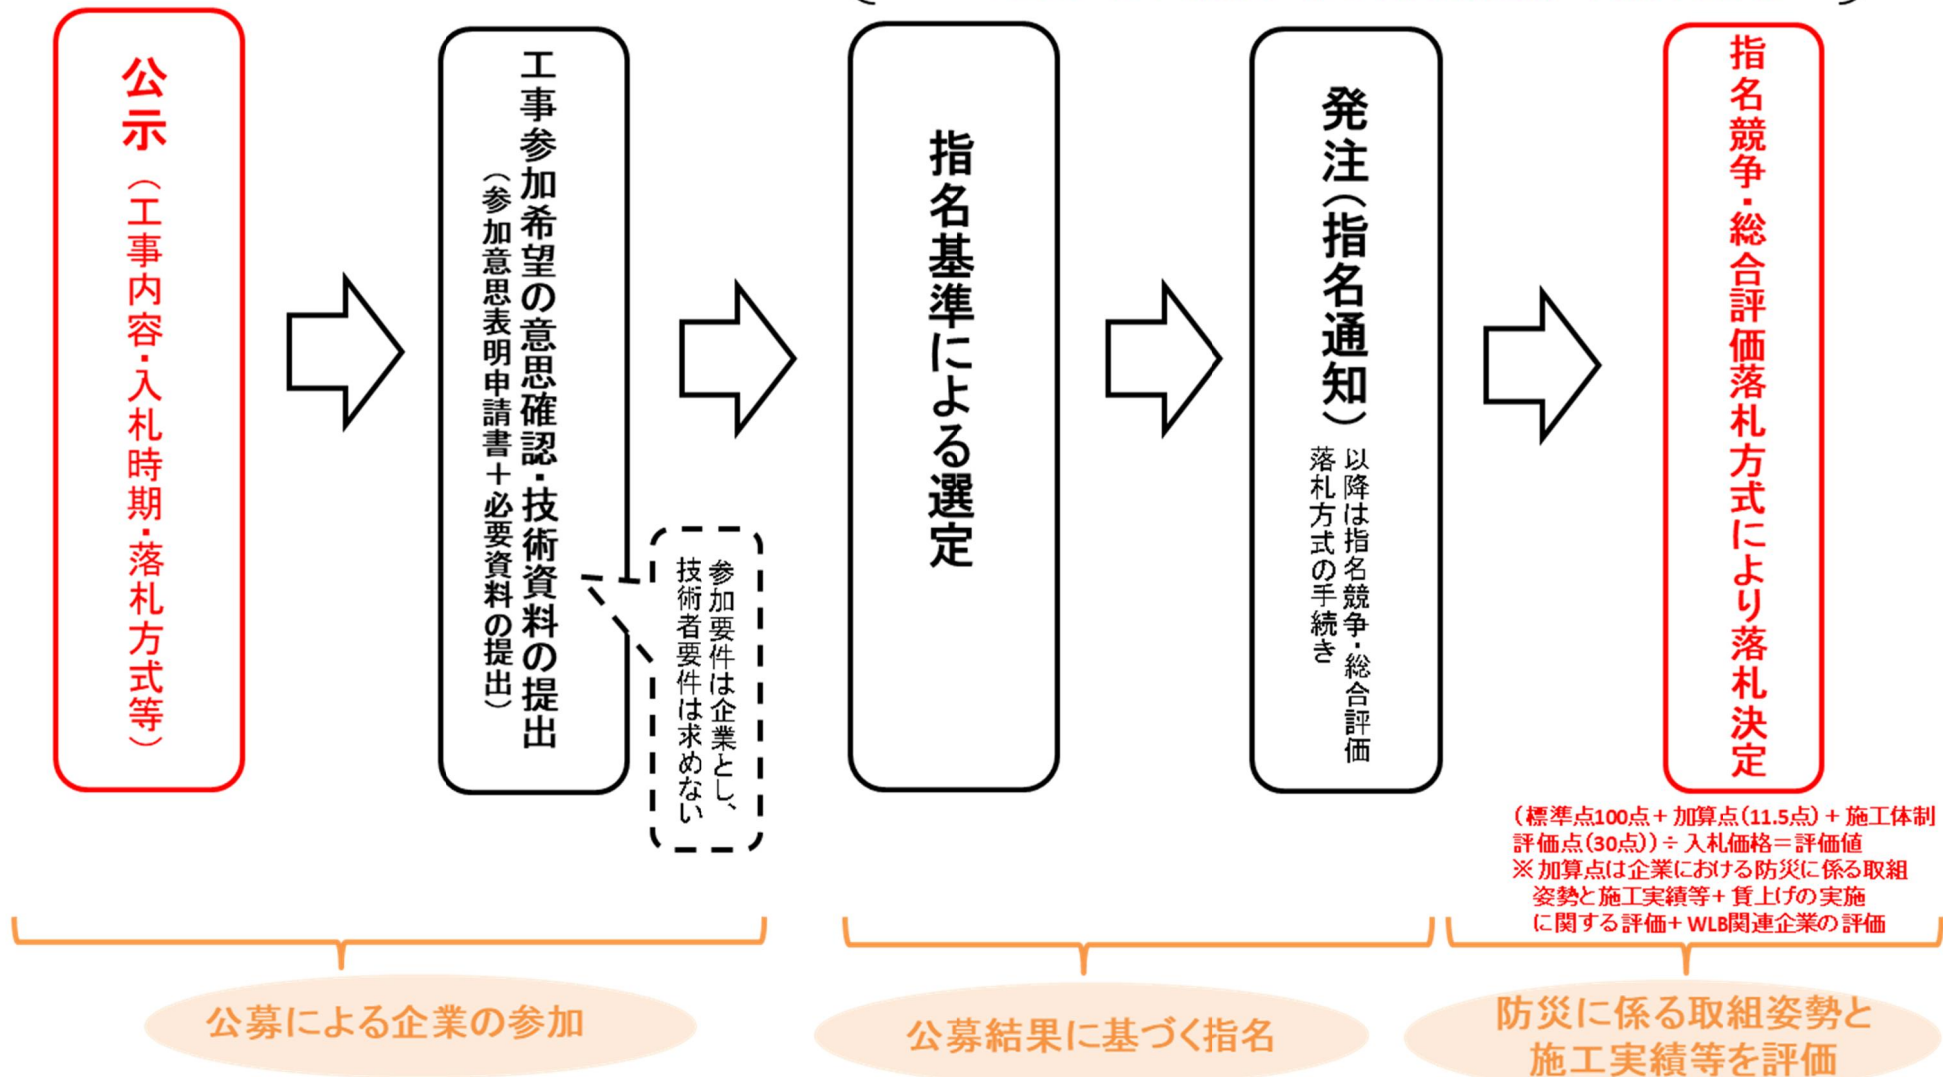 公示（工事内容・入札時期・落札方式等）
工事参加希望の意思確認・技術資料の提出
（参加意思表明申請書＋必要資料の提出）
参加要件は企業とし、
技術者要件は求めない
指名基準による選定
発注（指名通知）
以降は指名競争・総合評価
落札方式の手続き
指名競争・総合評価落札方式により落札決定
（標準点100点＋加算点(11.5点)＋施工体制
評価点(30点)）÷入札価格＝評価値
※加算点は企業における防災に係る取組
姿勢と施工実績等＋賃上げの実施
に関する評価＋WLB関連企業の評価
公募による企業の参加
公募結果に基づく指名
防災に係る取組姿勢と
施工実績等を評価